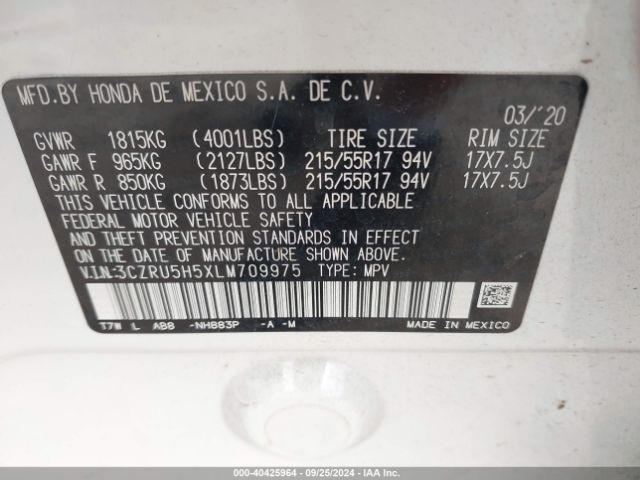 MFD. BY HONDA DE MEXICO S.A. DE C.V.
03/'20
GVWR 1815KG (4001LBS) TIRE SIZE RIM SIZE
GAWR F 965KG (2127LBS) 215/55R17 94V 17X7.5J
GAWR R 850KG (1873LBS) 215/55R17 94V 17X7.5J
THIS VEHICLE CONFORMS TO ALL APPLICABLE
FEDERAL MOTOR VEHICLE SAFETY
AND THEFT PREVENTION STANDARDS IN EFFECT
ON THE DATE OF MANUFACTURE SHOWN ABOVE.
V.I.N:3CZRU5H5XLM709975 TYPE: MPV
T7W L AB8 -NH883P -A -M
MADE IN MEXICO
000-40425964 - 09/25/2024 - IAA Inc.